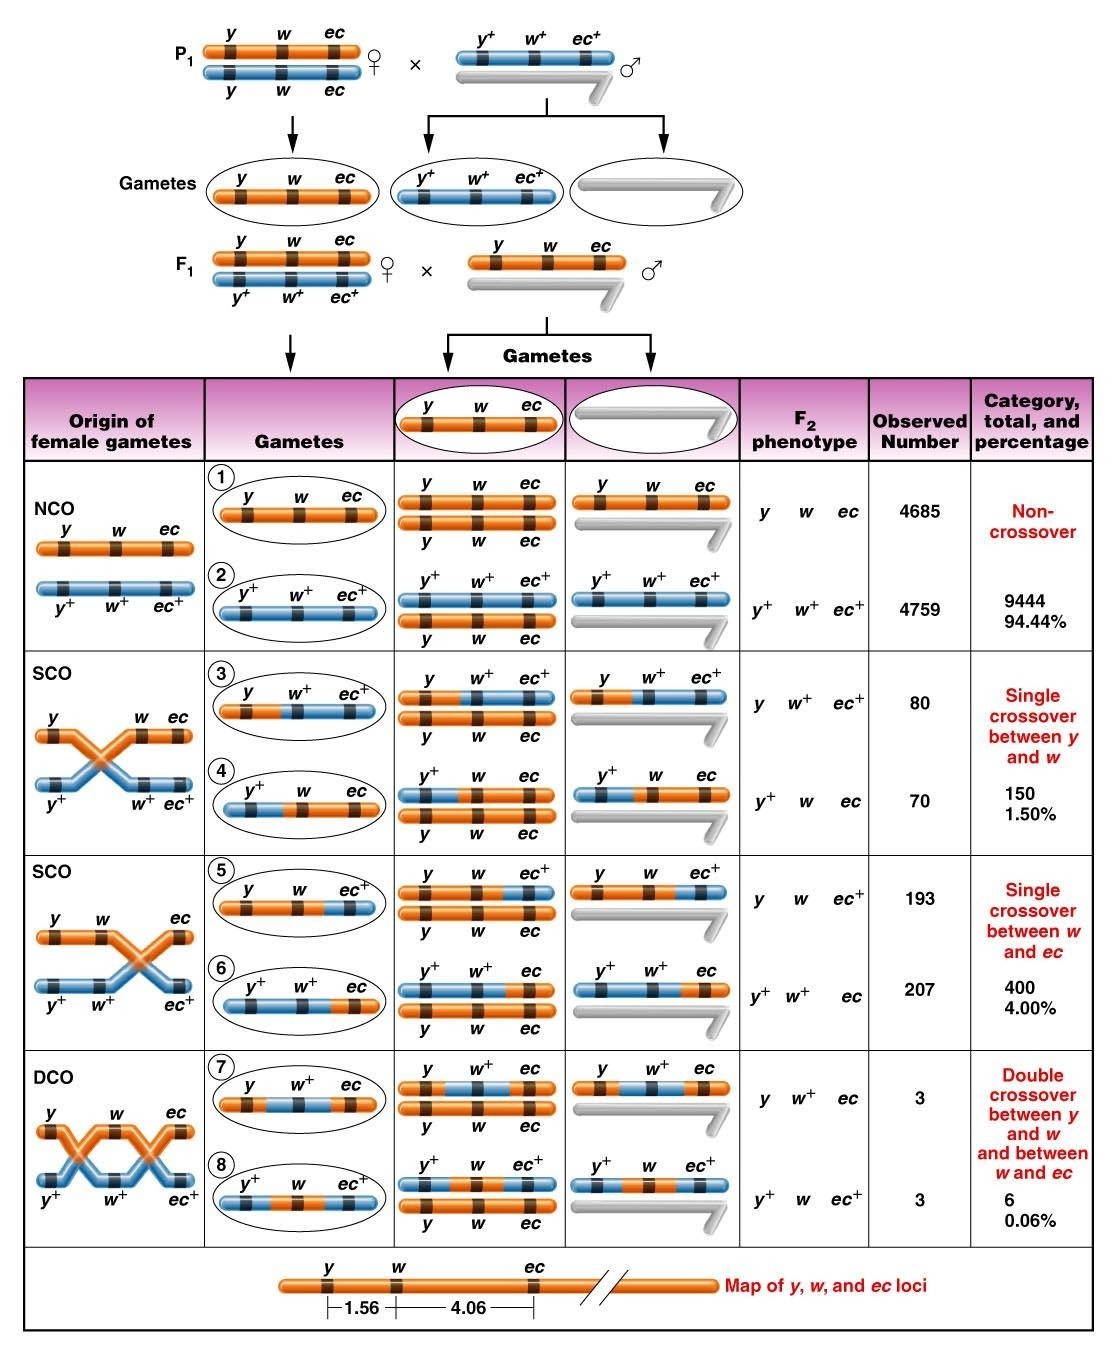 y w ec
P1 ♀ × ♂
y w ec
y+ w+ ec+
Gametes
y w ec
y+ w+ ec+
F1 ♀ × ♂
y w ec
y+ w+ ec+
y w ec
Gametes
Origin of
female gametes
Gametes
y w ec
F2
phenotype
Observed
Number
Category,
total, and
percentage
NCO
y w ec
y+ w+ ec+
1
y w ec
y w ec
y w ec
y w ec
y w ec
4685
Non-
crossover
2
y+ w+ ec+
y+ w+ ec+
y w ec
y+ w+ ec+
y+ w+ ec+
4759
9444
94.44%
SCO
y w ec
y+ w+ ec+
3
y w+ ec+
y w+ ec+
y w ec
y w+ ec+
y w+ ec+
80
Single
crossover
between y
and w
4
y+ w ec
y+ w ec
y w ec
y+ w ec
y+ w ec
70
150
1.50%
SCO
y w ec
y+ w+ ec+
5
y w ec+
y w ec+
y w ec
y w ec+
y w ec+
193
Single
crossover
between w
and ec
6
y+ w+ ec
y+ w+ ec
y w ec
y+ w+ ec
y+ w+ ec
207
400
4.00%
DCO
y w ec
y+ w+ ec+
7
y w+ ec
y w+ ec
y w ec
y w+ ec
y w+ ec
3
Double
crossover
between y
and w
and between
w and ec
8
y+ w ec+
y+ w ec+
y w ec
y+ w ec+
y+ w ec+
3
6
0.06%
y w ec
Map of y, w, and ec loci
1.56 4.06